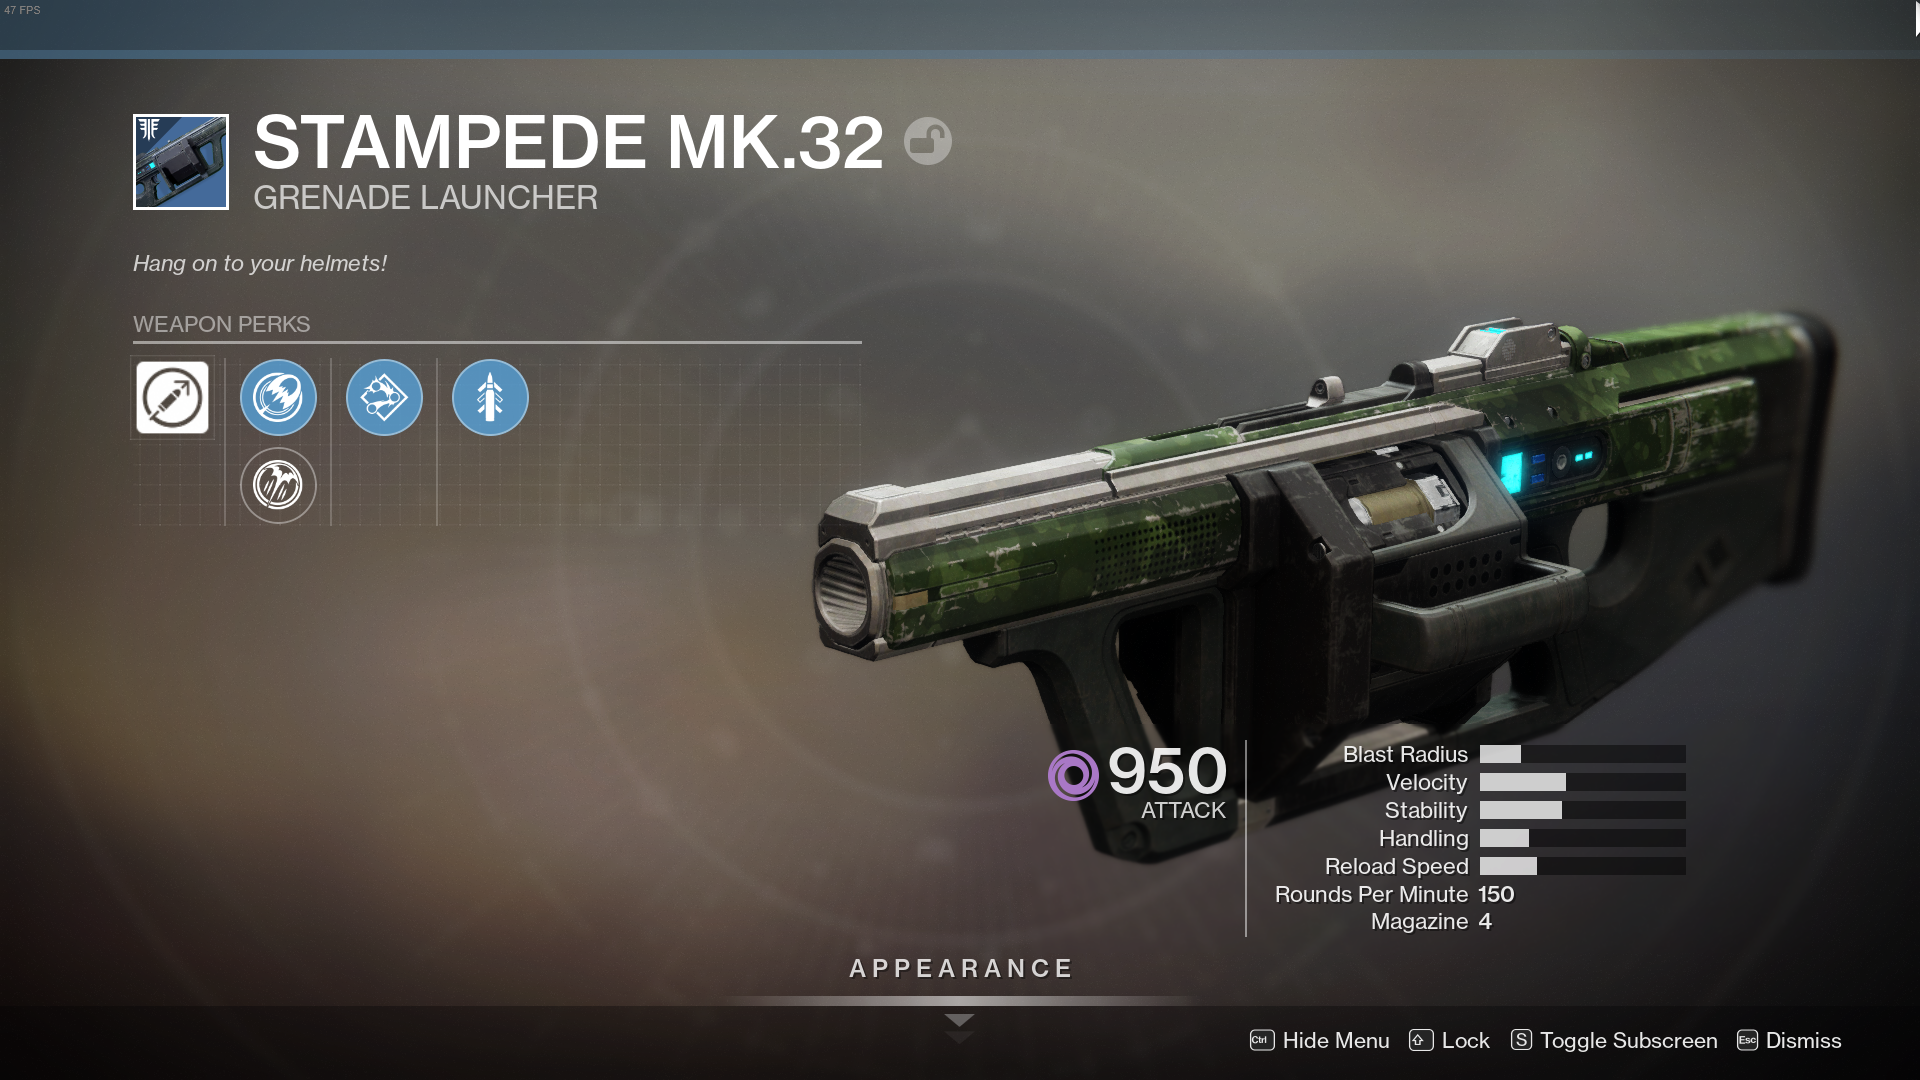 47 FPS
STAMPEDE MK.32
GRENADE LAUNCHER
Hang on to your helmets!
WEAPON PERKS
950
ATTACK
Blast Radius
Velocity
Stability
Handling
Reload Speed
Rounds Per Minute 150
Magazine 4
APPEARANCE
Ctrl Hide Menu Lock S Toggle Subscreen Esc Dismiss